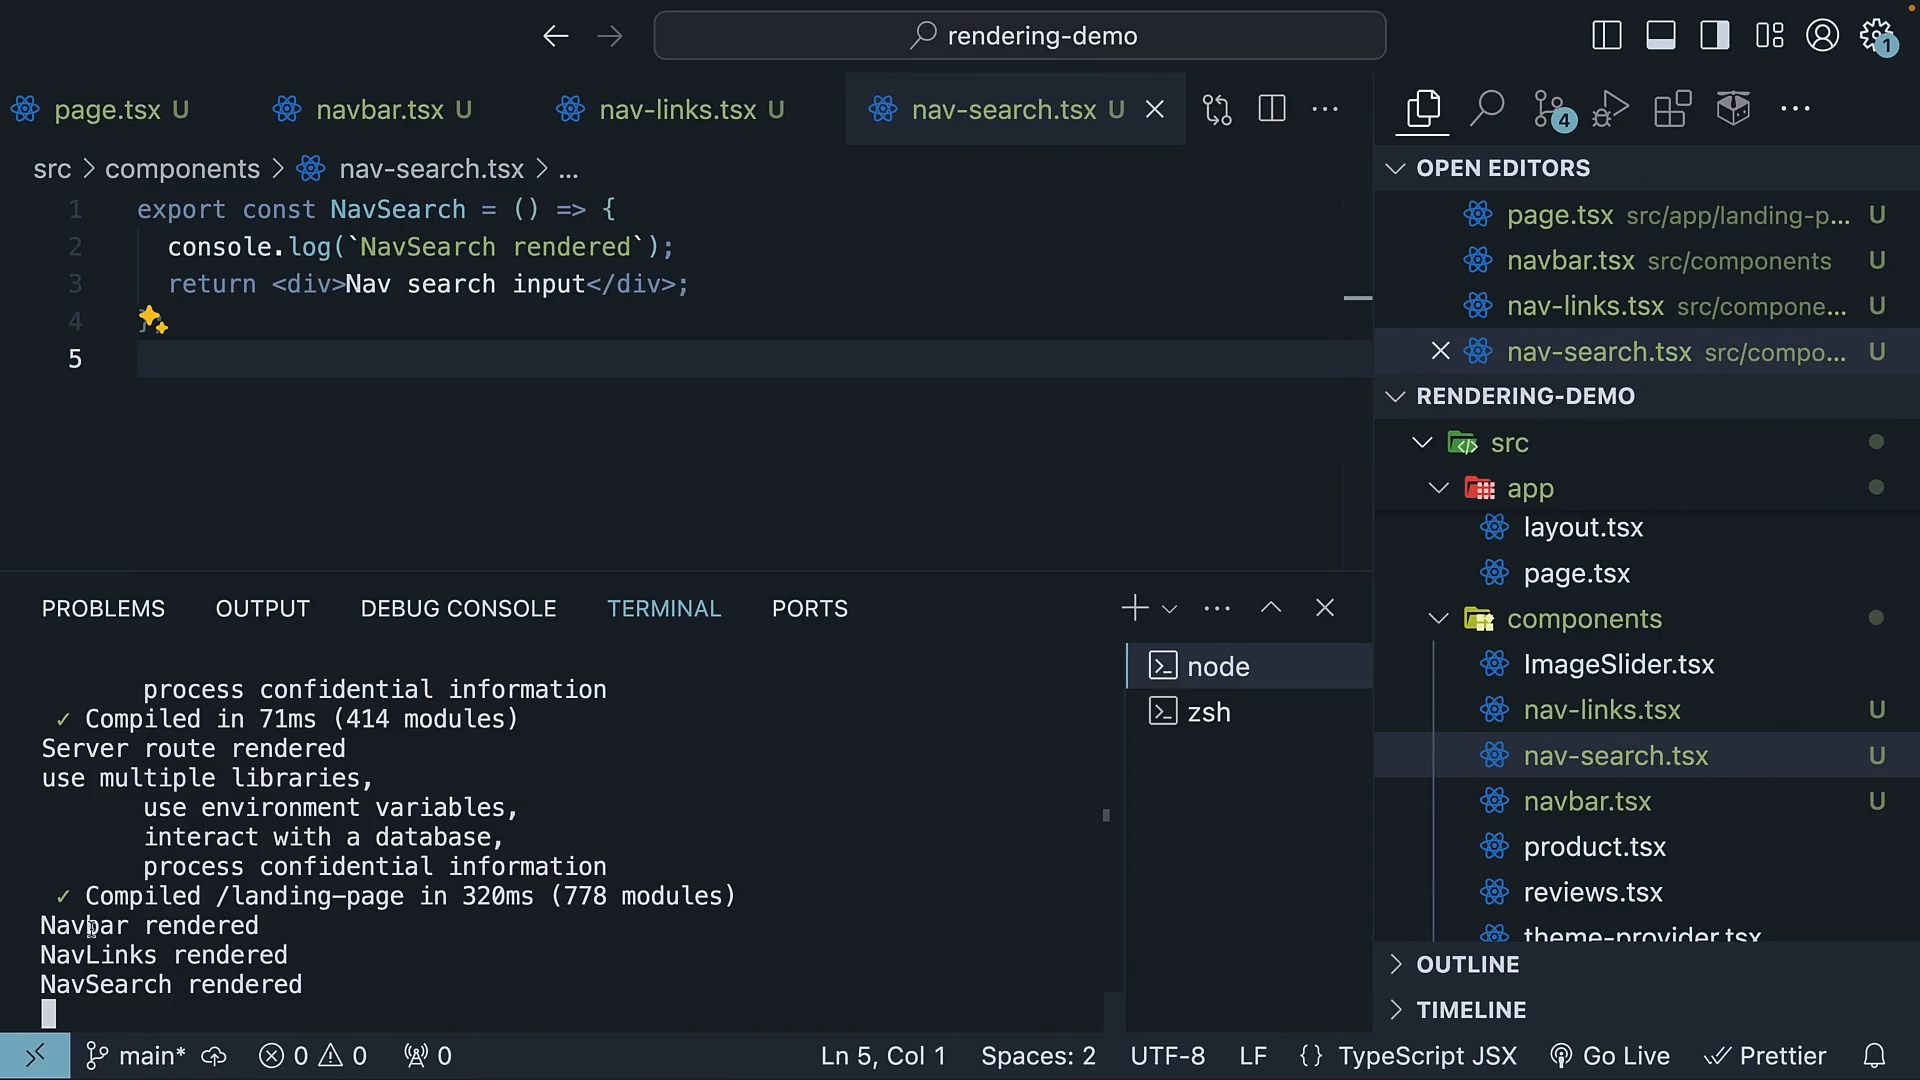 rendering-demo
1
page.tsx U
navbar.tsx U
nav-links.tsx U
nav-search.tsx U
4
src > components > nav-search.tsx > ...
1 export const NavSearch = () => {
2 console.log(`NavSearch rendered`);
3 return <div>Nav search input</div>;
4
5
OPEN EDITORS
page.tsx src/app/landing-p... U
navbar.tsx src/components U
nav-links.tsx src/compone... U
nav-search.tsx src/compo... U
RENDERING-DEMO
src
app
layout.tsx
page.tsx
components
ImageSlider.tsx
nav-links.tsx U
nav-search.tsx U
navbar.tsx U
product.tsx
reviews.tsx
theme-provider.tsx
OUTLINE
TIMELINE
PROBLEMS OUTPUT DEBUG CONSOLE TERMINAL PORTS
node
zsh
process confidential information
✓ Compiled in 71ms (414 modules)
Server route rendered
use multiple libraries,
use environment variables,
interact with a database,
process confidential information
✓ Compiled /landing-page in 320ms (778 modules)
Navbar rendered
NavLinks rendered
NavSearch rendered
main* 0 0 0 Ln 5, Col 1 Spaces: 2 UTF-8 LF {} TypeScript JSX Go Live Prettier